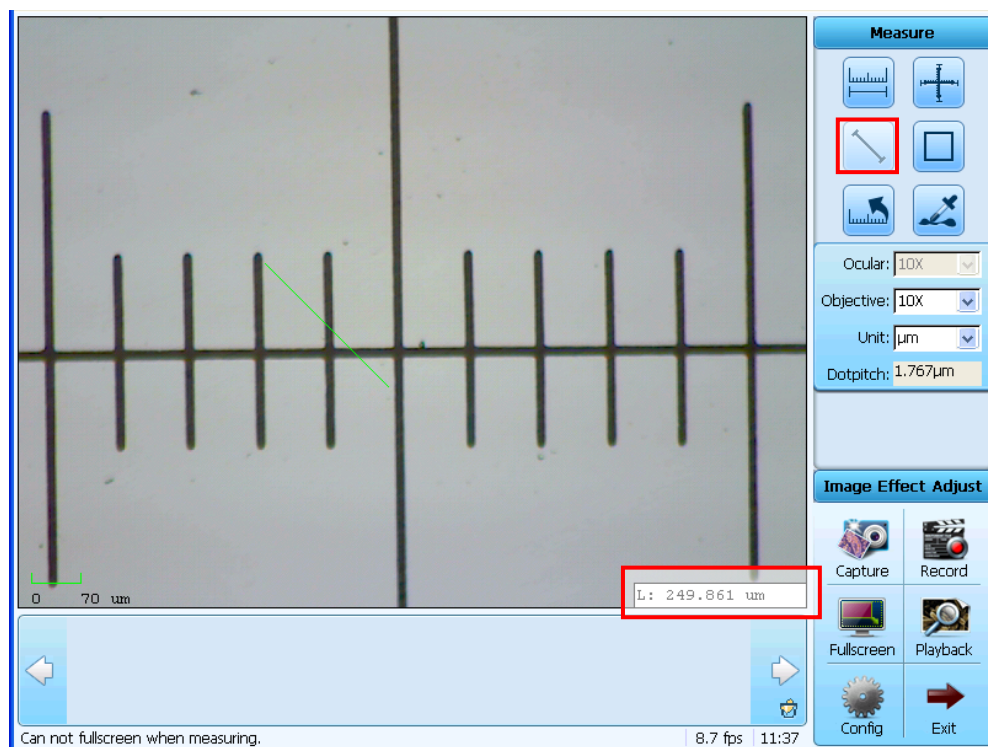 Measure
Ocular: 10X
Objective: 10X
Unit: μm
Dotpitch: 1.767μm
0 70 um
L: 249.861 um
Image Effect Adjust
Capture Record
Fullscreen Playback
Config Exit
Can not fullscreen when measuring. 8.7 fps 11:37